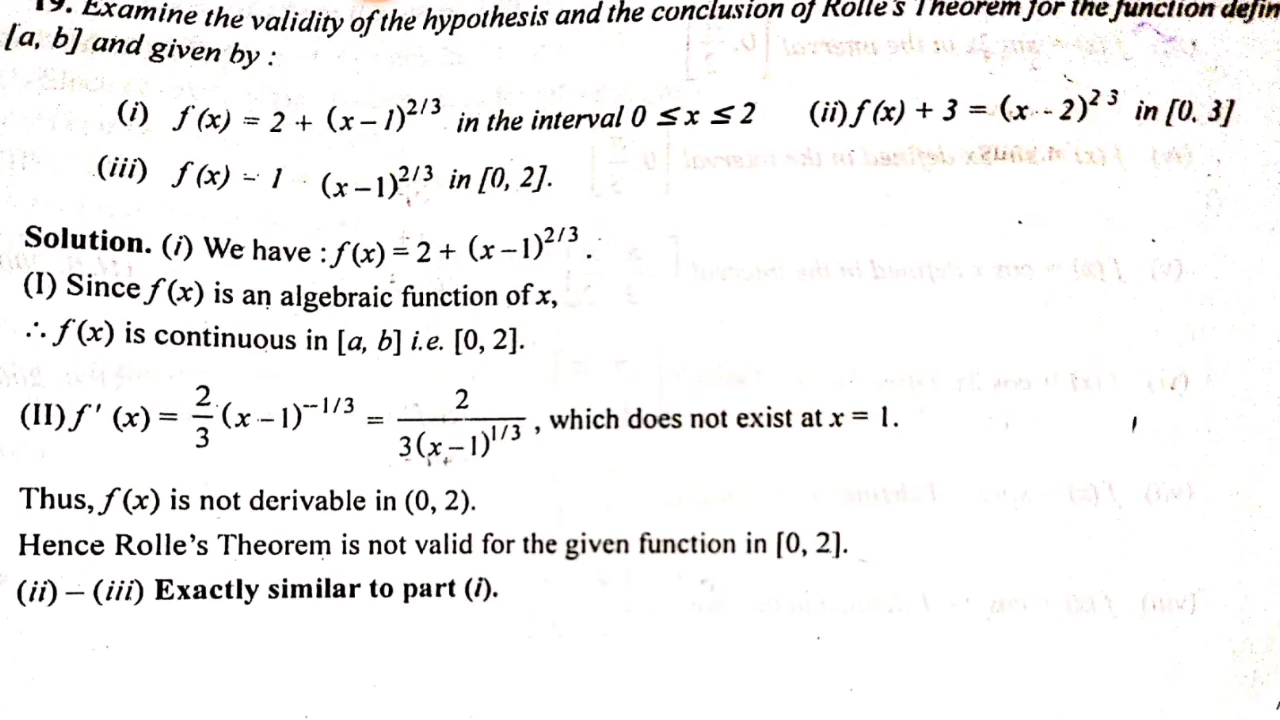 19. Examine the validity of the hypothesis and the conclusion of Rolle's Theorem for the function defin
[a, b] and given by :
(i) f (x) = 2 + (x – 1)^2/3 in the interval 0 ≤ x ≤ 2 (ii) f (x) + 3 = (x - - 2)^2 3 in [0. 3]
(iii) f (x) - 1 · (x – 1)^2/3 in [0, 2].
Solution. (i) We have : f (x) = 2 + (x – 1)^2/3 .
(I) Since f (x) is an algebraic function of x,
∴ f (x) is continuous in [a, b] i.e. [0, 2].
(II) f' (x) = 2/3 (x – 1)^–1/3 = 2/3(x – 1)^1/3 , which does not exist at x = 1.
Thus, f (x) is not derivable in (0, 2).
Hence Rolle's Theorem is not valid for the given function in [0, 2].
(ii) – (iii) Exactly similar to part (i).